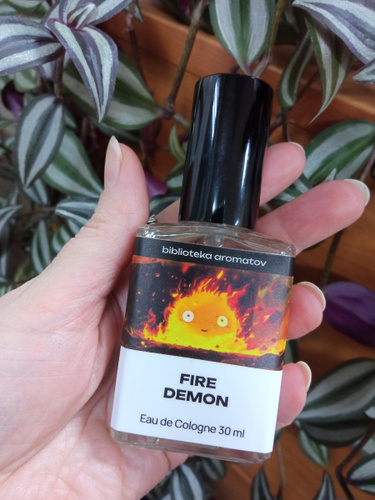 biblioteka aromatov
FIRE
DEMON
Eau de Cologne 30 ml